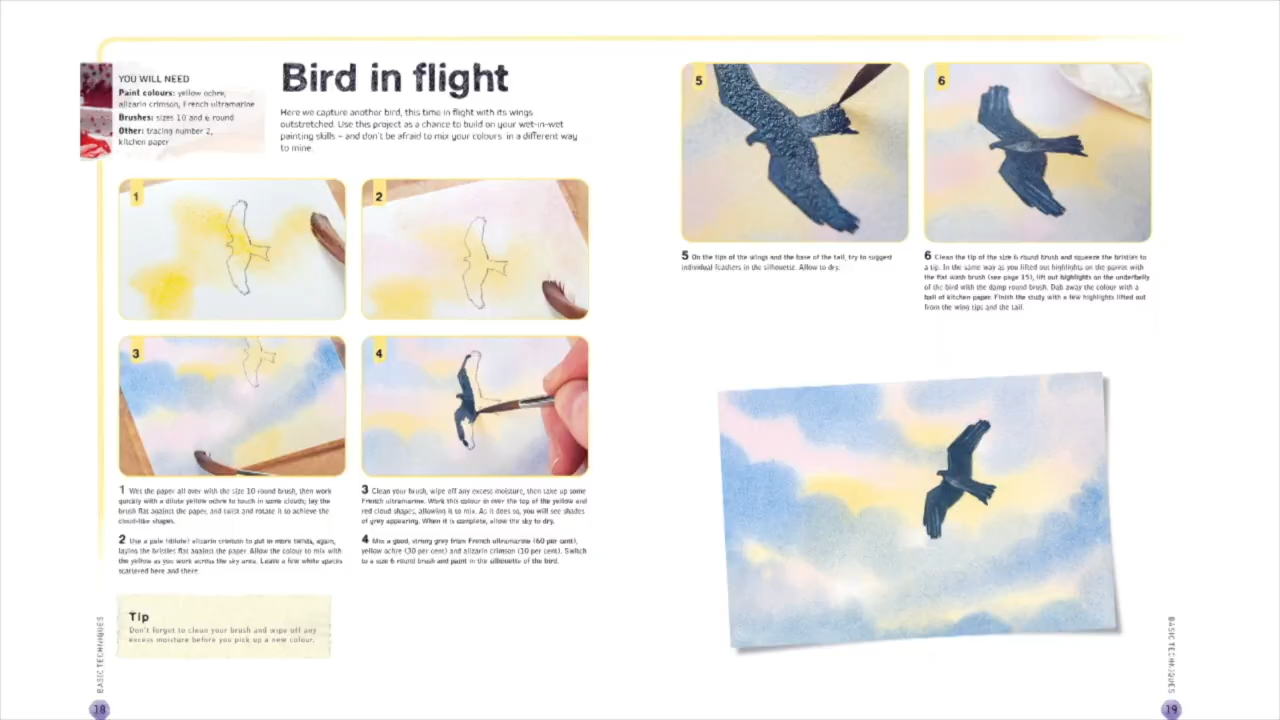 YOU WILL NEED
Paint colours: yellow ochre,
alizarin crimson, French ultramarine
Brushes: sizes 10 and 6 round
Other: tracing number 2,
kitchen paper
Bird in flight
Here we capture another bird, this time in flight with its wings
outstretched. Use this project as a chance to build on your wet-in-wet
painting skills – and don't be afraid to mix your colours in a different way
to mine.
1
2
3
4
1 Wet the paper all over with the size 10 round brush, then work
quickly with a dilute yellow ochre to touch in some clouds; lay the
brush flat against the paper, and twist and rotate it to achieve the
cloud-like shapes.
2 Use a pale (dilute) alizarin crimson to put in more twists, again,
laying the bristles flat against the paper. Allow the colour to mix with
the yellow as you work across the sky area. Leave a few white spaces
scattered here and there.
3 Clean your brush, wipe off any excess moisture, then take up some
French ultramarine. Work this colour in over the top of the yellow and
red cloud shapes, allowing it to mix. As it does so, you will see shades
of grey appearing. When it is complete, allow the sky to dry.
4 Mix a good, strong grey from French ultramarine (60 per cent),
yellow ochre (30 per cent) and alizarin crimson (10 per cent). Switch
to a size 6 round brush and paint in the silhouette of the bird.
Tip
Don't forget to clean your brush and wipe off any
excess moisture before you pick up a new colour.
BASIC TECHNIQUES
18
5
6
5 On the tips of the wings and the base of the tail, try to suggest
individual feathers in the silhouette. Allow to dry.
6 Clean the tip of the size 6 round brush and squeeze the bristles to
a tip. In the same way as you lifted out highlights on the parrot with
the flat wash brush (see page 15), lift out highlights on the underbelly
of the bird with the damp round brush. Dab away the colour with a
ball of kitchen paper. Finish the study with a few highlights lifted out
from the wing tips and the tail.
BASIC TECHNIQUES
19